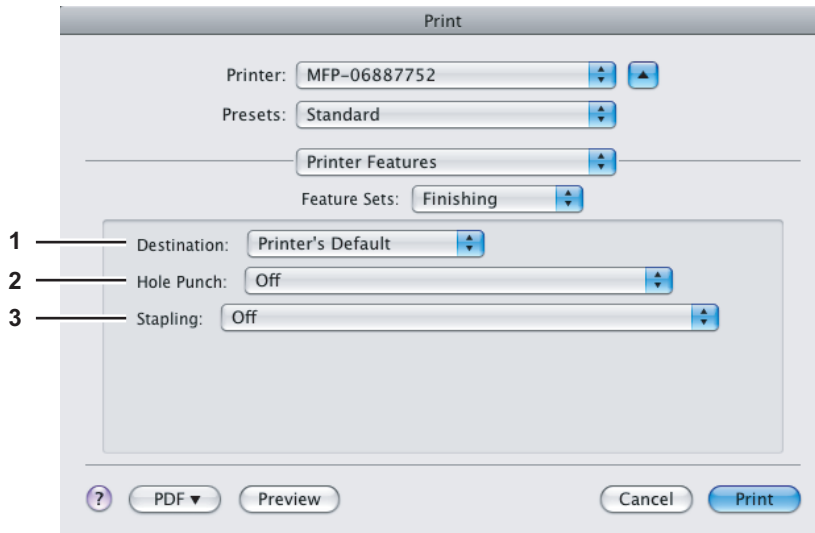 Print
Printer: MFP-06887752
Presets: Standard
Printer Features
Feature Sets: Finishing
1 Destination: Printer's Default
2 Hole Punch: Off
3 Stapling: Off
? PDF▼ Preview Cancel Print